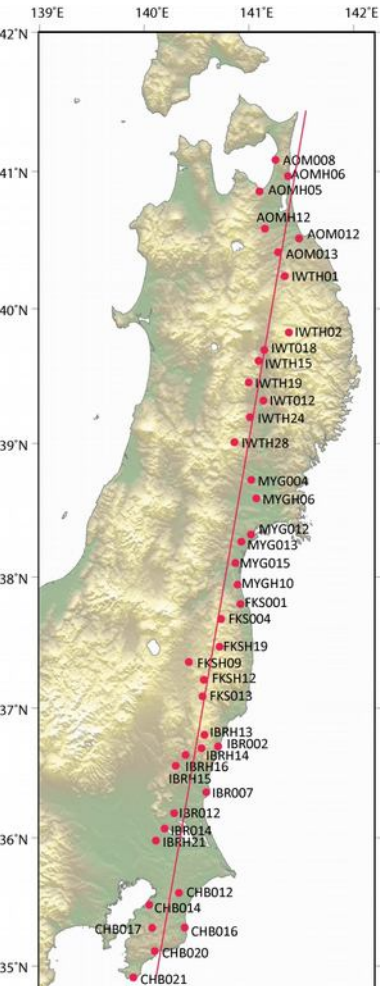 139˚E 140˚E 141˚E 142˚E
42˚N
41˚N
40˚N
39˚N
38˚N
37˚N
36˚N
35˚N
AOM008
AOMH06
AOMH05
AOMH12
AOM012
AOM013
IWTH01
IWTH02
IWT018
IWTH15
IWTH19
IWT012
IWTH24
IWTH28
MYG004
MYGH06
MYG012
MYG013
MYG015
MYGH10
FKS001
FKS004
FKSH19
FKSH09
FKSH12
FKS013
IBRH13
IBR002
IBRH14
IBRH16
IBRH15
IBR007
IBR012
IBR014
IBRH21
CHB012
CHB014
CHB017 CHB016
CHB020
CHB021